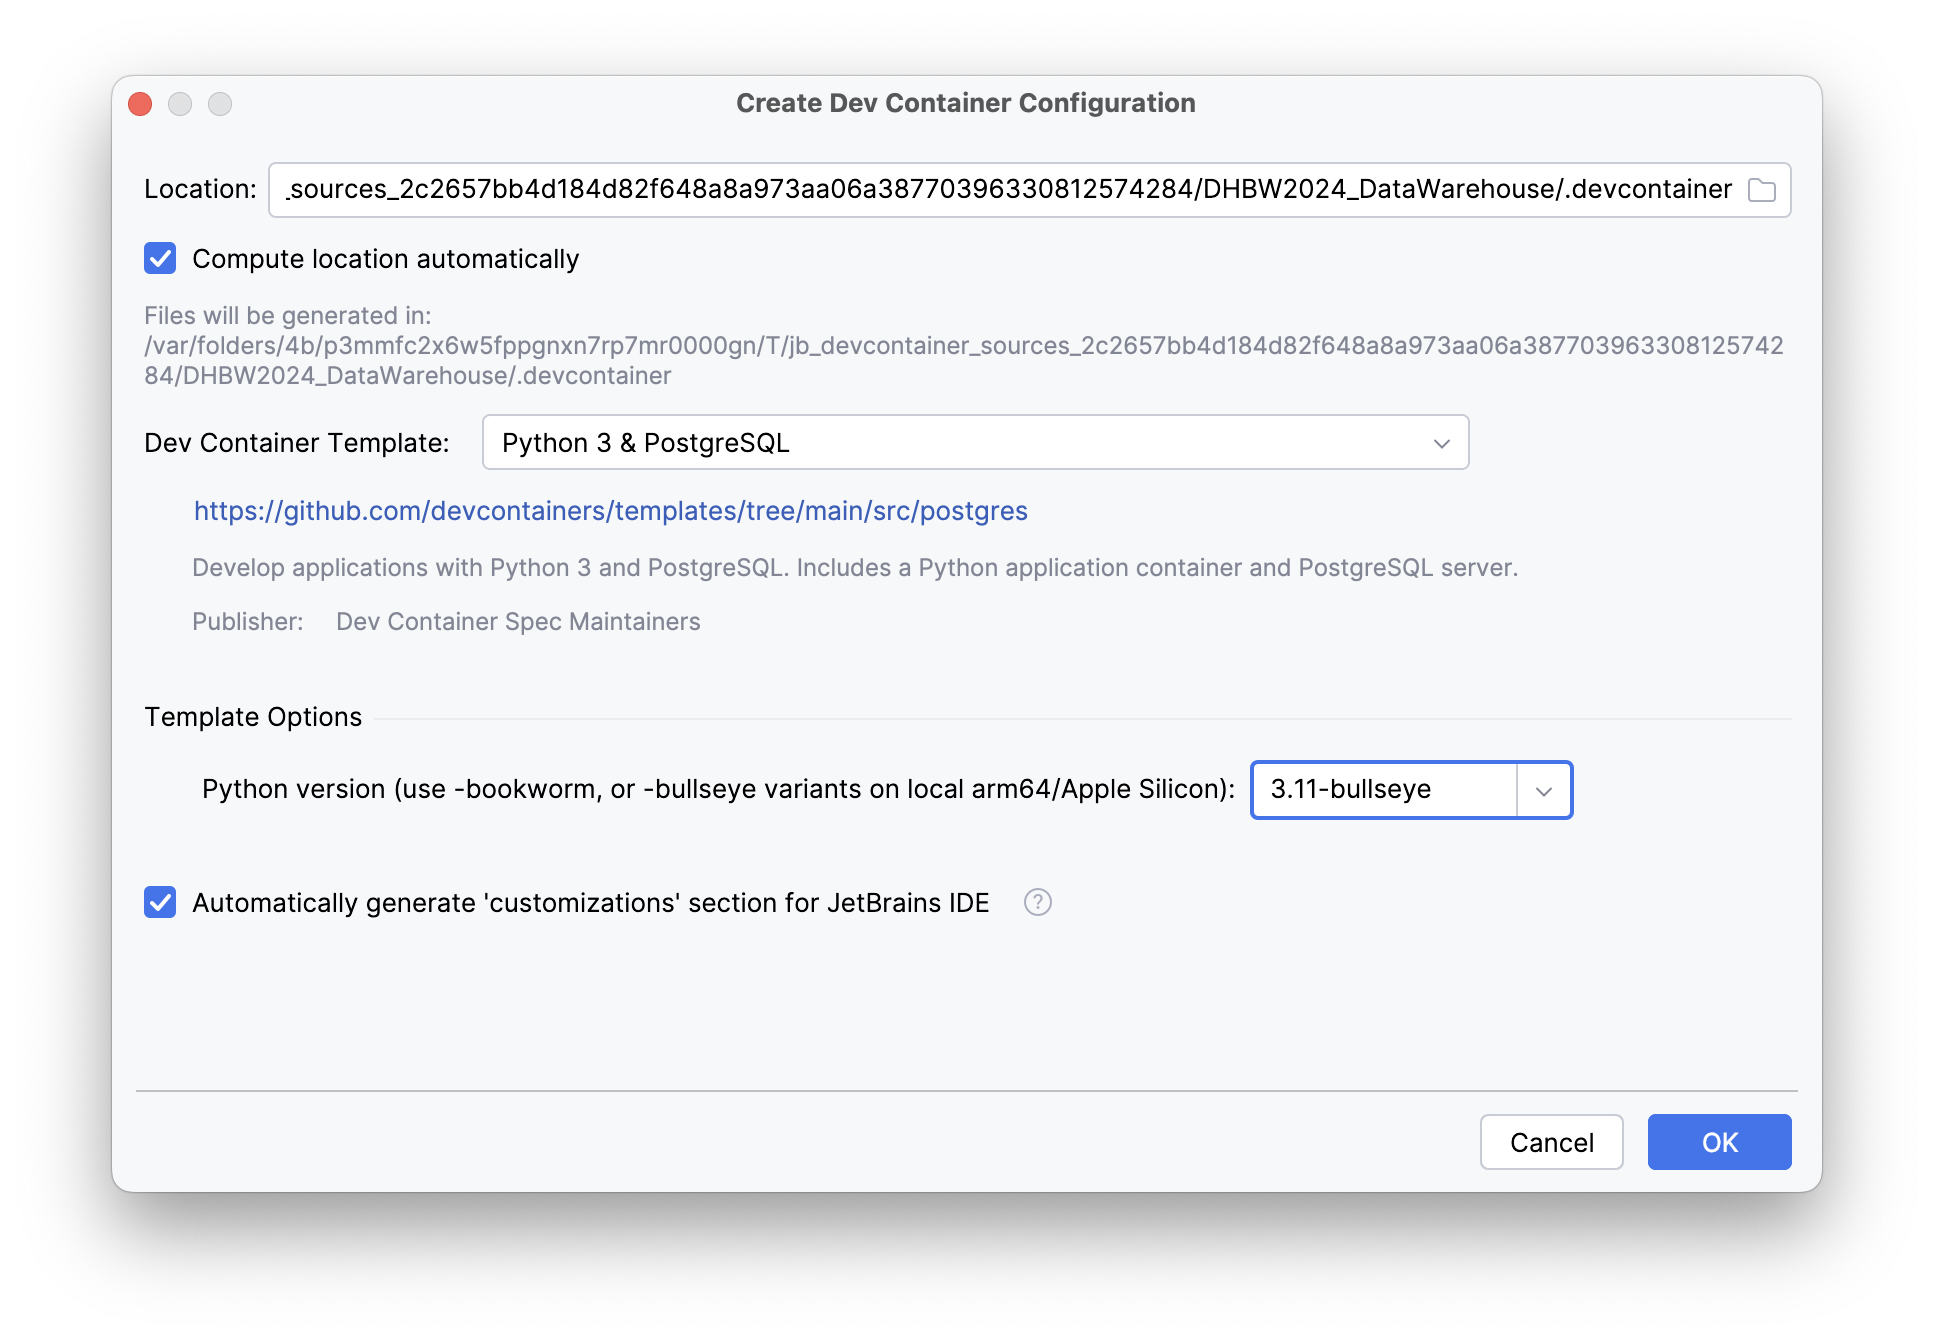 Create Dev Container Configuration
Location: _sources_2c2657bb4d184d82f648a8a973aa06a38770396330812574284/DHBW2024_DataWarehouse/.devcontainer
Compute location automatically
Files will be generated in:
/var/folders/4b/p3mmfc2x6w5fppgnxn7rp7mr0000gn/T/jb_devcontainer_sources_2c2657bb4d184d82f648a8a973aa06a387703963308125742
84/DHBW2024_DataWarehouse/.devcontainer
Dev Container Template: Python 3 & PostgreSQL
https://github.com/devcontainers/templates/tree/main/src/postgres
Develop applications with Python 3 and PostgreSQL. Includes a Python application container and PostgreSQL server.
Publisher: Dev Container Spec Maintainers
Template Options
Python version (use -bookworm, or -bullseye variants on local arm64/Apple Silicon): 3.11-bullseye
Automatically generate 'customizations' section for JetBrains IDE ?
Cancel OK